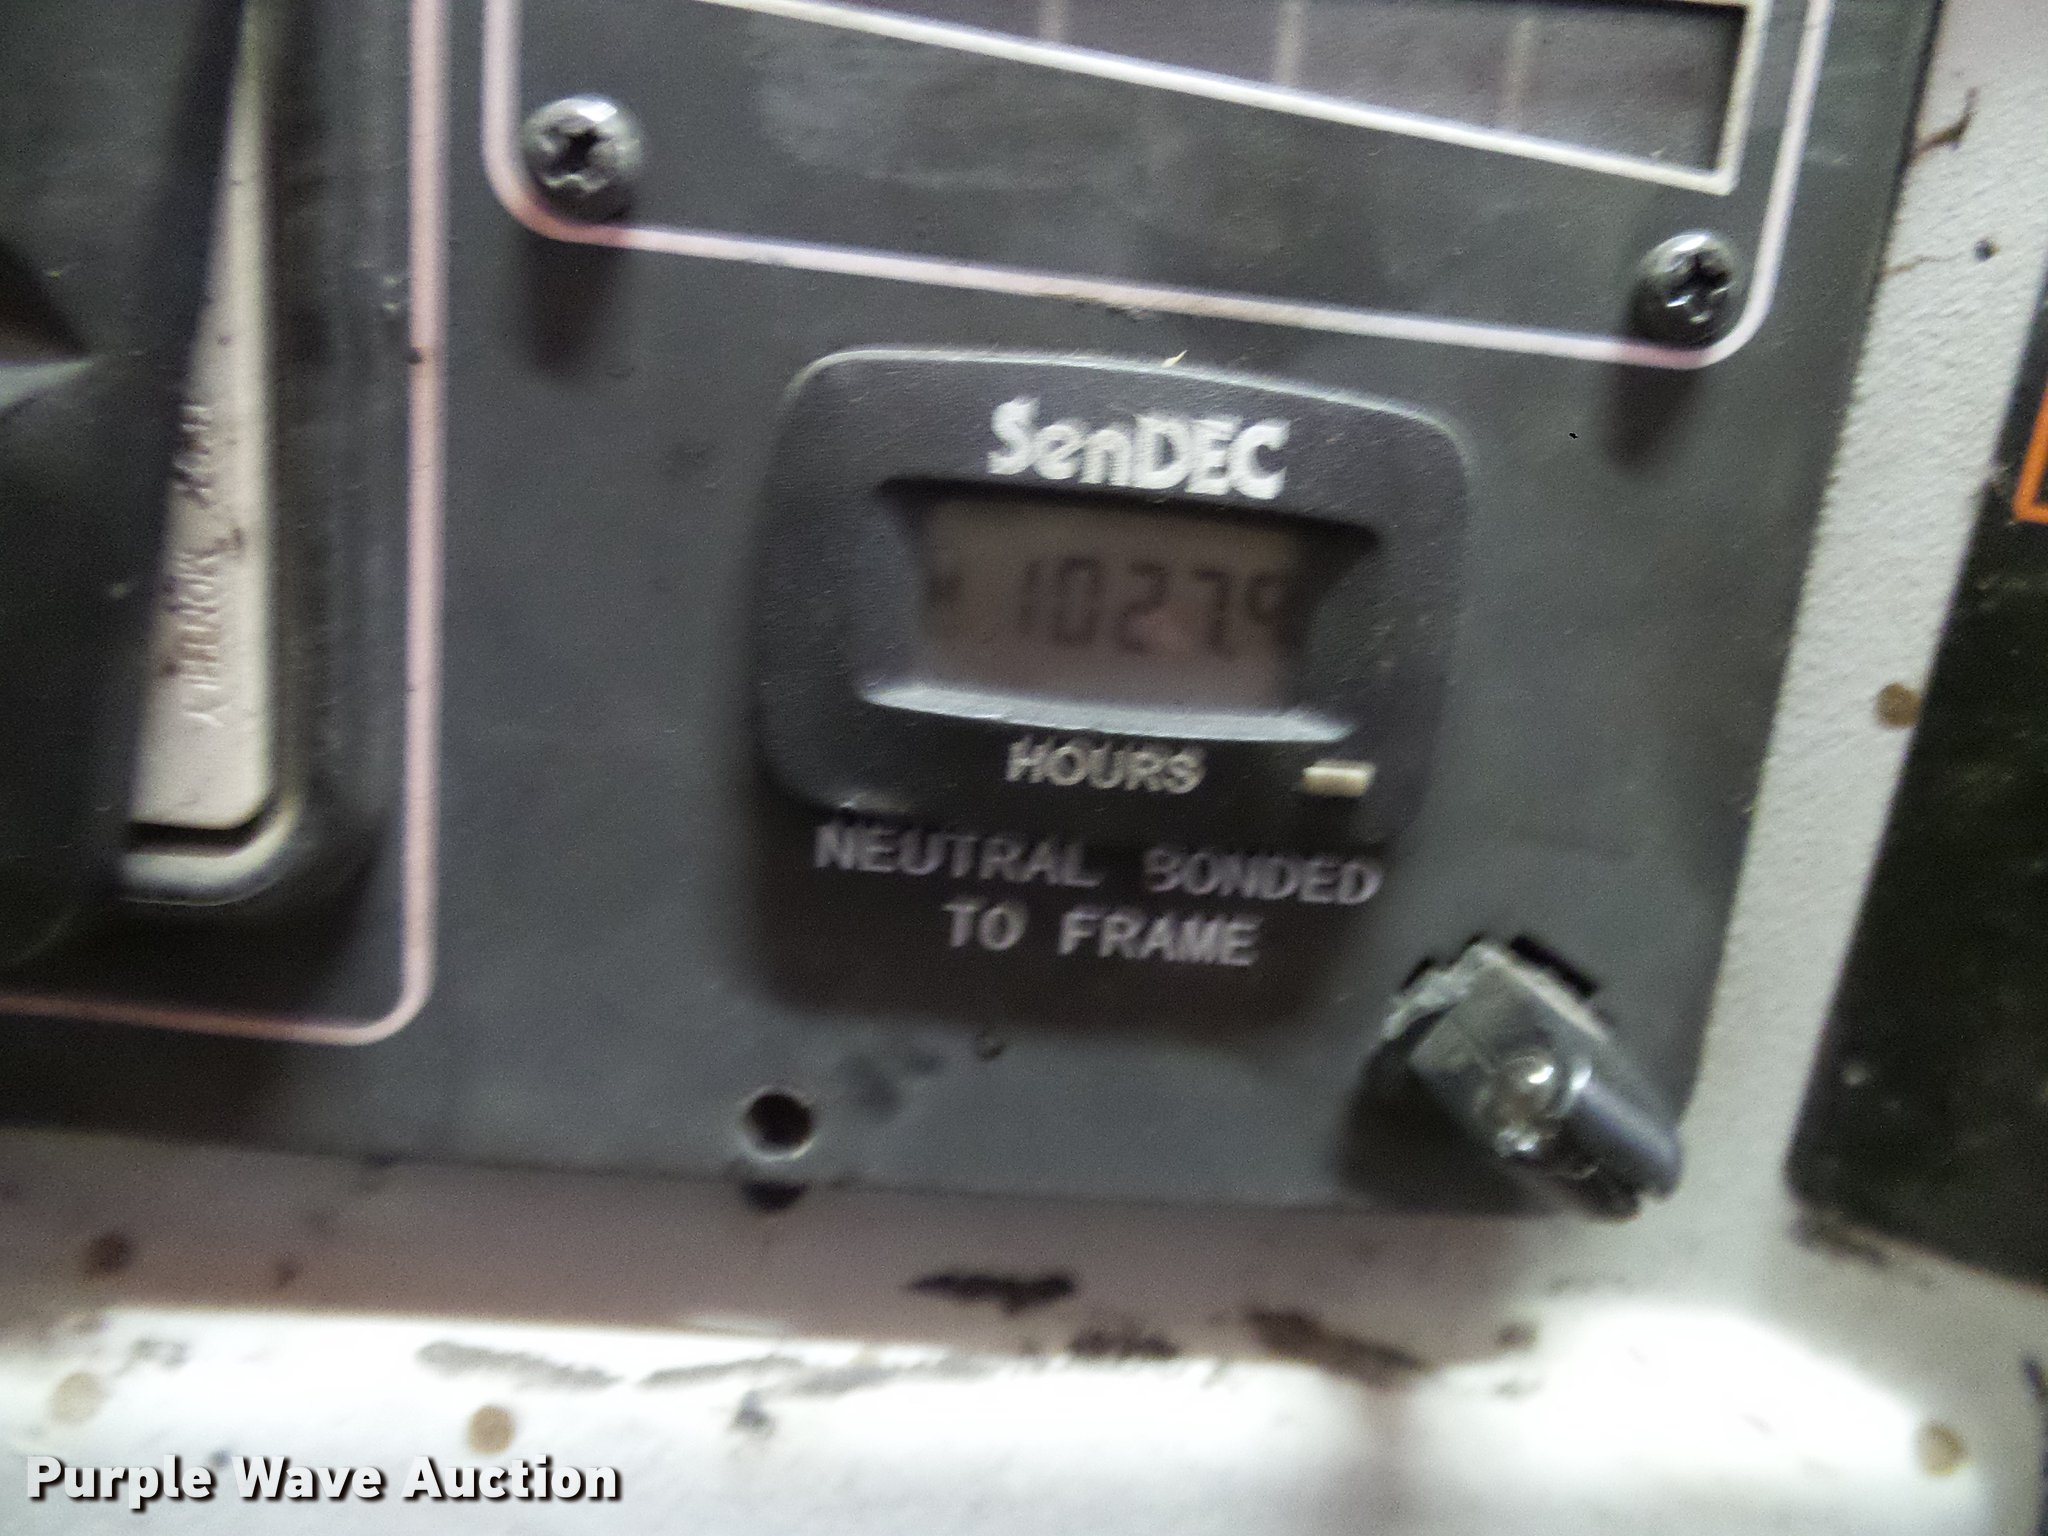 SenDEC
10279
HOURS
NEUTRAL BONDED
TO FRAME
Purple Wave Auction